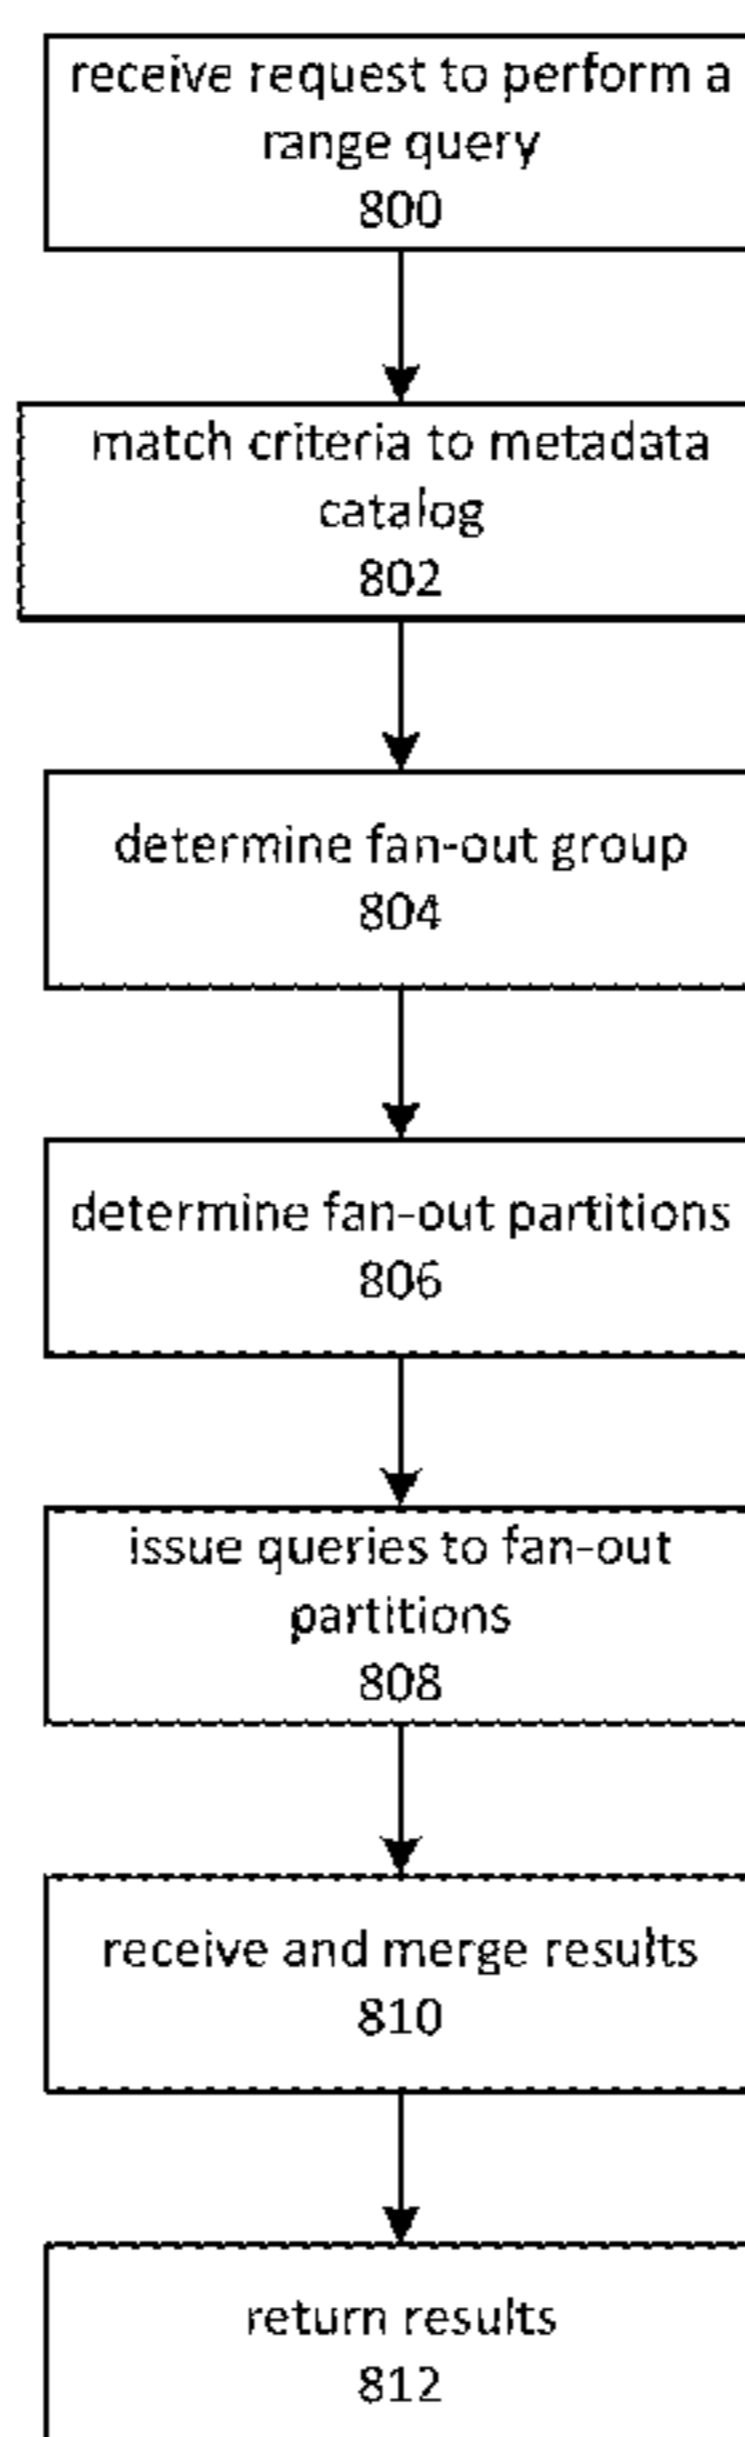 receive request to perform a
range query
800
match criteria to metadata
catalog
802
determine fan-out group
804
determine fan-out partitions
806
issue queries to fan-out
partitions
808
receive and merge results
810
return results
812